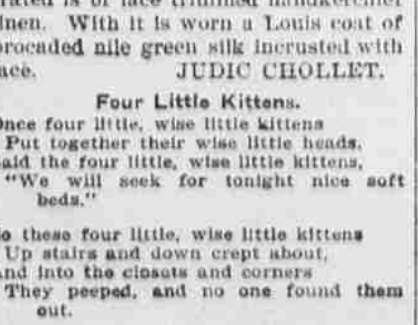 trimmed handkerchief
linen. With it is worn a Louis coat of
brocaded nile green silk incrusted with
lace. JUDIC CHOLLET.
Four Little Kittens.
Once four little, wise little kittens
Put together their wise little heads.
Said the four little, wise little kittens,
"We will seek for tonight nice soft
beds."
So these four little, wise little kittens
Up stairs and down crept about,
And into the closets and corners
They peeped, and no one found them
out.